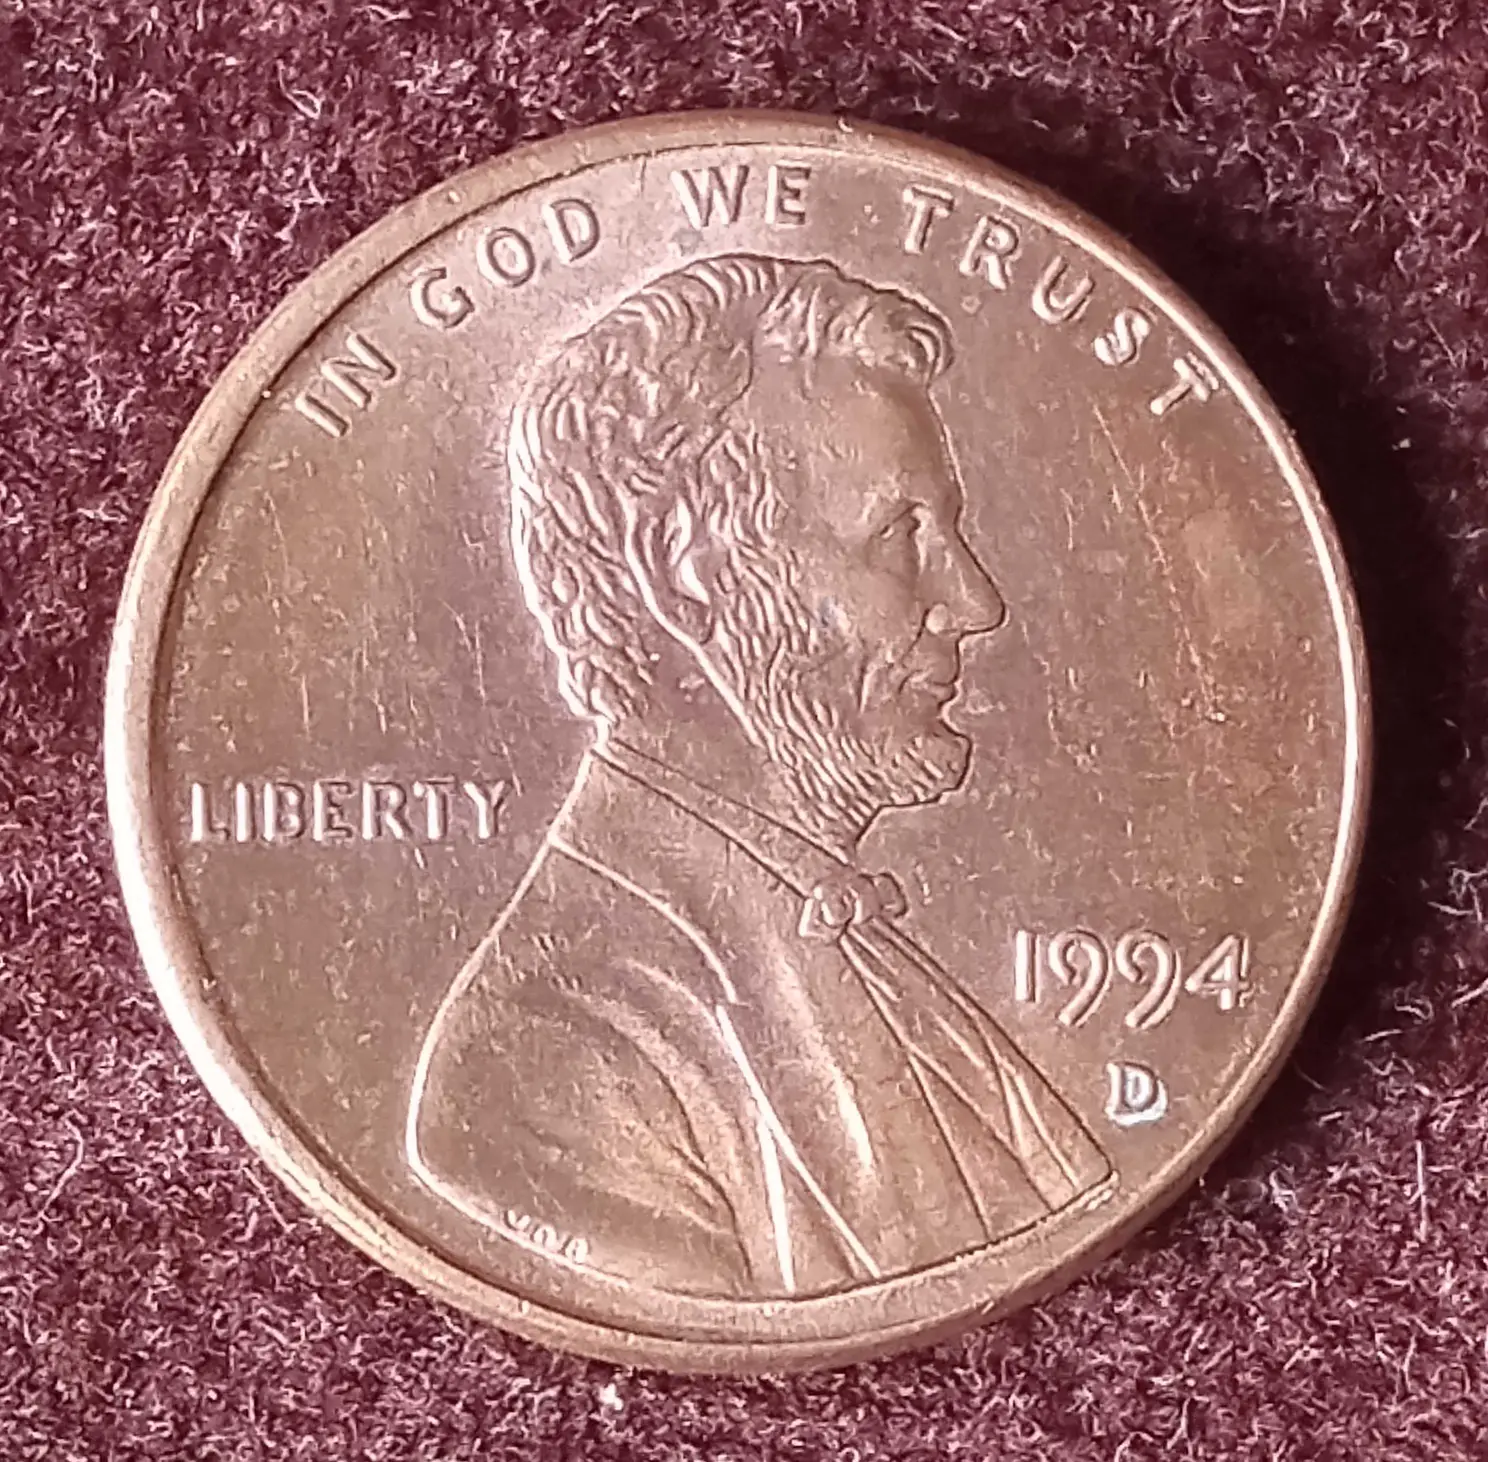 IN GOD WE TRUST
LIBERTY
1994
D